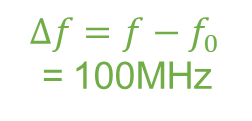 Δf = f − f₀
= 100MHz